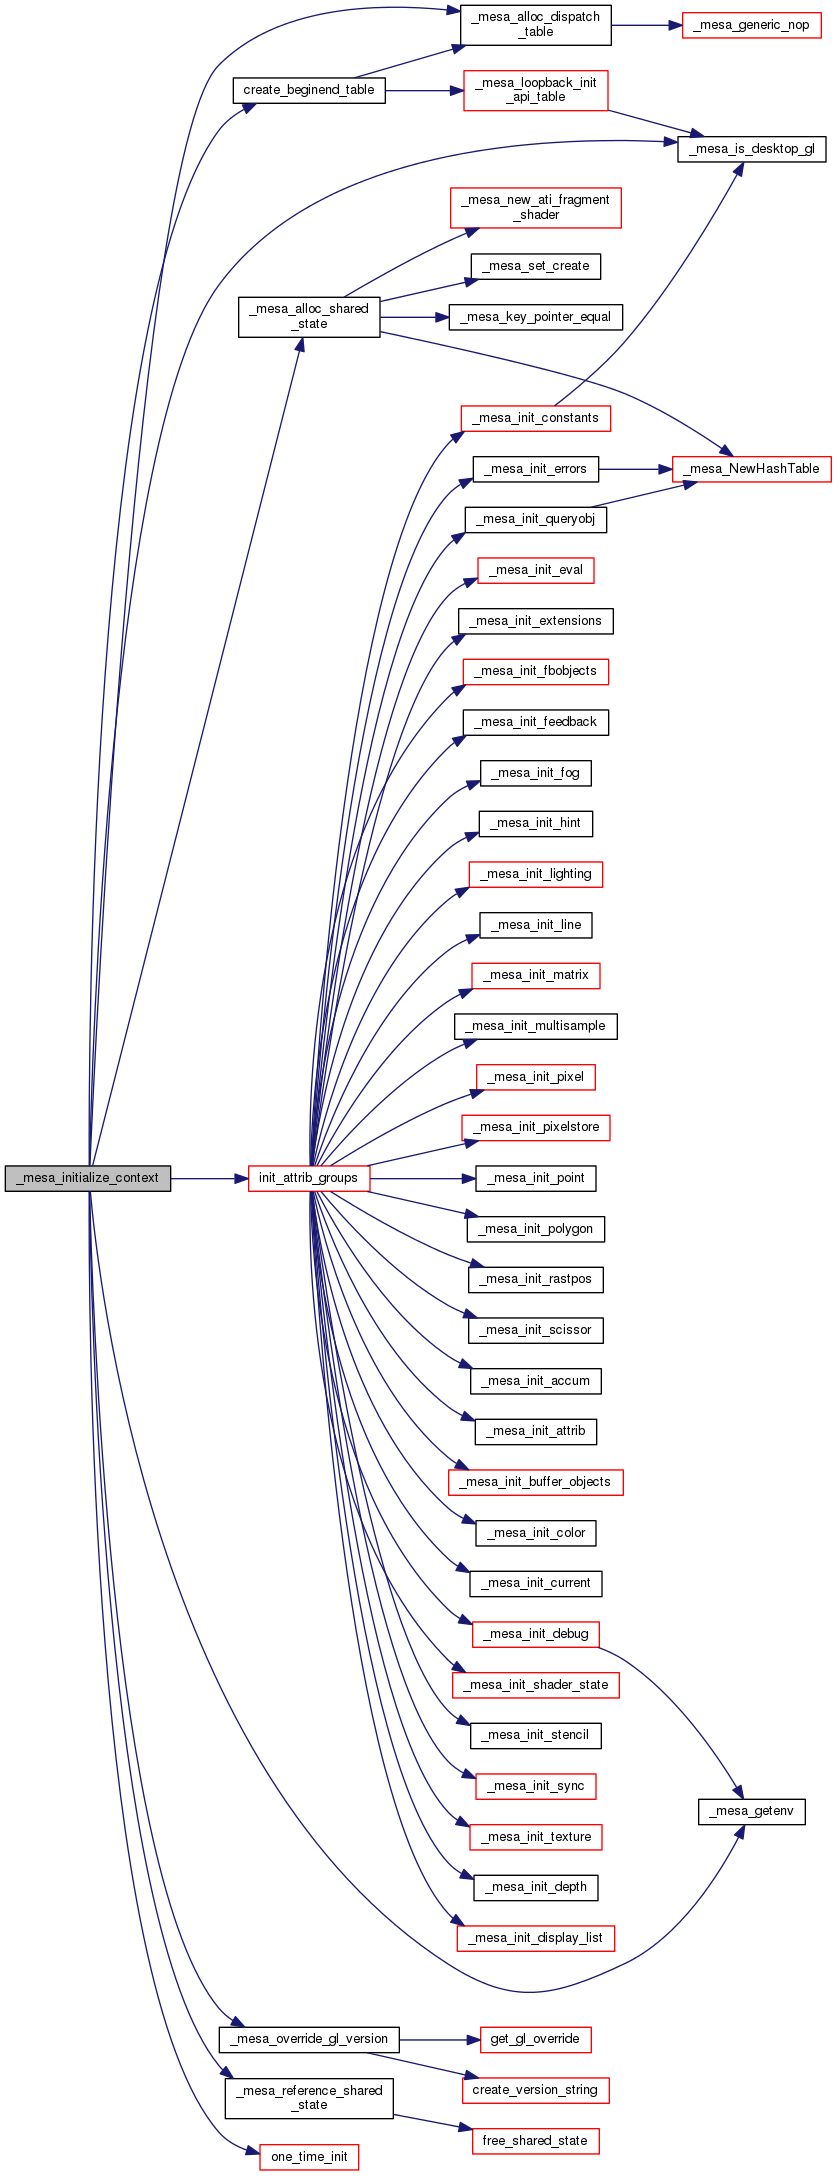 _mesa_alloc_dispatch
_table
_mesa_generic_nop
create_beginend_table
_mesa_loopback_init
_api_table
_mesa_is_desktop_gl
_mesa_new_ati_fragment
_shader
_mesa_set_create
_mesa_alloc_shared
_state
_mesa_key_pointer_equal
_mesa_init_constants
_mesa_init_errors
_mesa_NewHashTable
_mesa_init_queryobj
_mesa_init_eval
_mesa_init_extensions
_mesa_init_fbobjects
_mesa_init_feedback
_mesa_init_fog
_mesa_init_hint
_mesa_init_lighting
_mesa_init_line
_mesa_init_matrix
_mesa_init_multisample
_mesa_init_pixel
_mesa_init_pixelstore
_mesa_initialize_context
init_attrib_groups
_mesa_init_point
_mesa_init_polygon
_mesa_init_rastpos
_mesa_init_scissor
_mesa_init_accum
_mesa_init_attrib
_mesa_init_buffer_objects
_mesa_init_color
_mesa_init_current
_mesa_init_debug
_mesa_init_shader_state
_mesa_init_stencil
_mesa_init_sync
_mesa_getenv
_mesa_init_texture
_mesa_init_depth
_mesa_init_display_list
_mesa_override_gl_version
get_gl_override
create_version_string
_mesa_reference_shared
_state
free_shared_state
one_time_init